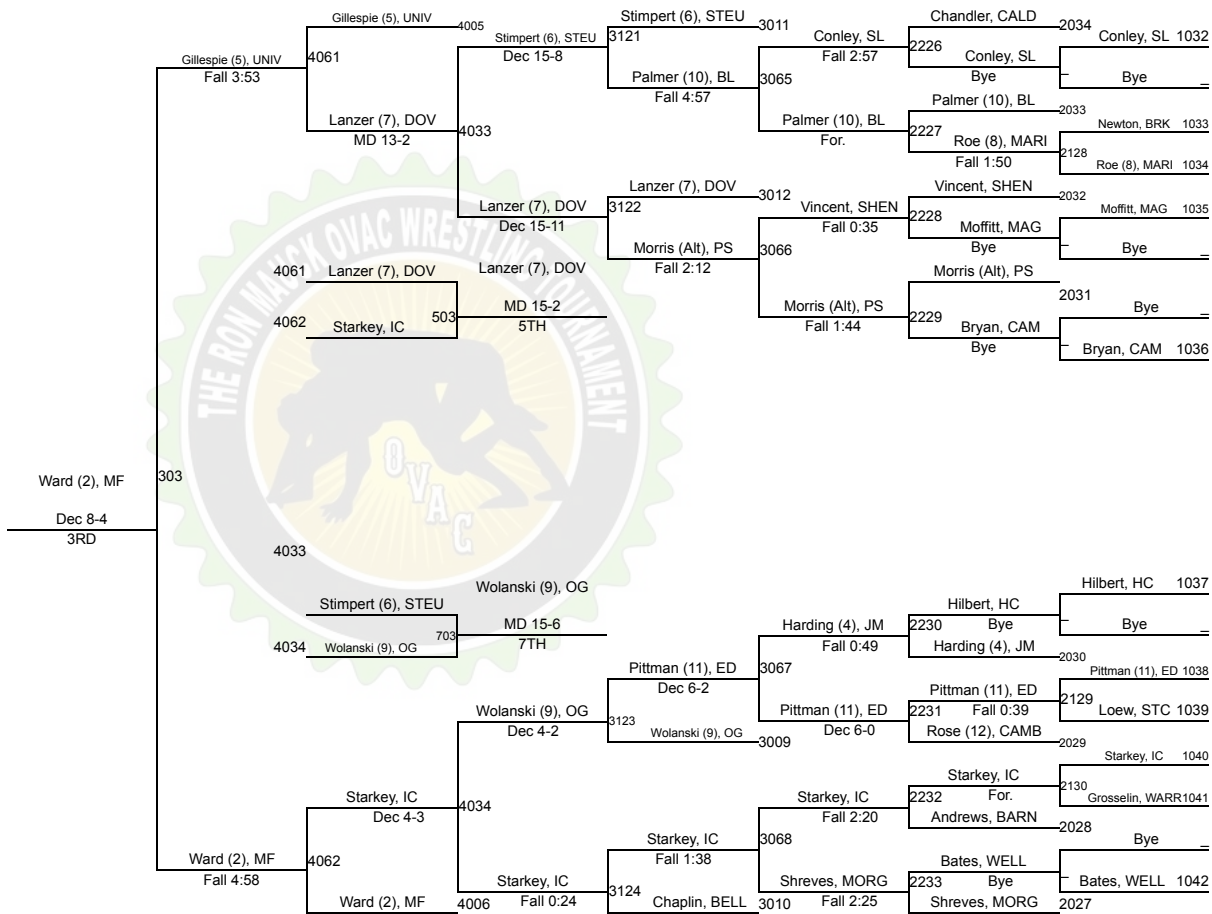 Gillespie (5), UNIV
4005
Stimpert (6), STEU
3011
Chandler, CALD
2034
Conley, SL 1032
Gillespie (5), UNIV
Fall 3:53
4061
Stimpert (6), STEU
Dec 15-8
3121
Conley, SL
Fall 2:57
2226
Conley, SL
Bye
_
Bye
_
Palmer (10), BL
Fall 4:57
3065
Palmer (10), BL
2033
Lanzer (7), DOV
MD 13-2
4033
Palmer (10), BL
For.
2227
Roe (8), MARI
Fall 1:50
Newton, BRK 1033
2128
Roe (8), MARI 1034
Lanzer (7), DOV
Dec 15-11
Lanzer (7), DOV
3012
3122
Vincent, SHEN
Fall 0:35
Vincent, SHEN
2032
2228
Moffitt, MAG
Bye
Moffitt, MAG 1035
_
Bye
_
Morris (Alt), PS
Fall 2:12
3066
4061
Lanzer (7), DOV
Lanzer (7), DOV
Morris (Alt), PS
2031
4062
Starkey, IC
503
MD 15-2
5TH
Morris (Alt), PS
Fall 1:44
2229
Bryan, CAM
Bye
Bye
_
_
Bryan, CAM 1036
THE RON MAUCK OVAC WRESTLING TOURNAMENT
OVAC
Ward (2), MF
303
Dec 8-4
3RD
4033
Wolanski (9), OG
Stimpert (6), STEU
4034
Wolanski (9), OG
703
MD 15-6
7TH
Hilbert, HC 1037
Hilbert, HC
Bye
_
Bye
_
Harding (4), JM
Fall 0:49
2230
Harding (4), JM
2030
Pittman (11), ED
Dec 6-2
3067
Pittman (11), ED 1038
Pittman (11), ED
Fall 0:39
2129
Loew, STC 1039
Wolanski (9), OG
Dec 4-2
3123
Wolanski (9), OG
3009
Pittman (11), ED
Dec 6-0
2231
Rose (12), CAMB
2029
Starkey, IC 1040
Starkey, IC
For.
2130
Grosselin, WARR1041
Starkey, IC
Dec 4-3
4034
Starkey, IC
Fall 2:20
2232
Andrews, BARN
2028
Starkey, IC
Fall 1:38
3068
Bye
_
Ward (2), MF
Fall 4:58
4062
Bates, WELL
Bye
_
Bates, WELL 1042
Starkey, IC
Fall 0:24
3124
Shreves, MORG
Fall 2:25
2233
Ward (2), MF
4006
Chaplin, BELL
3010
Shreves, MORG
2027